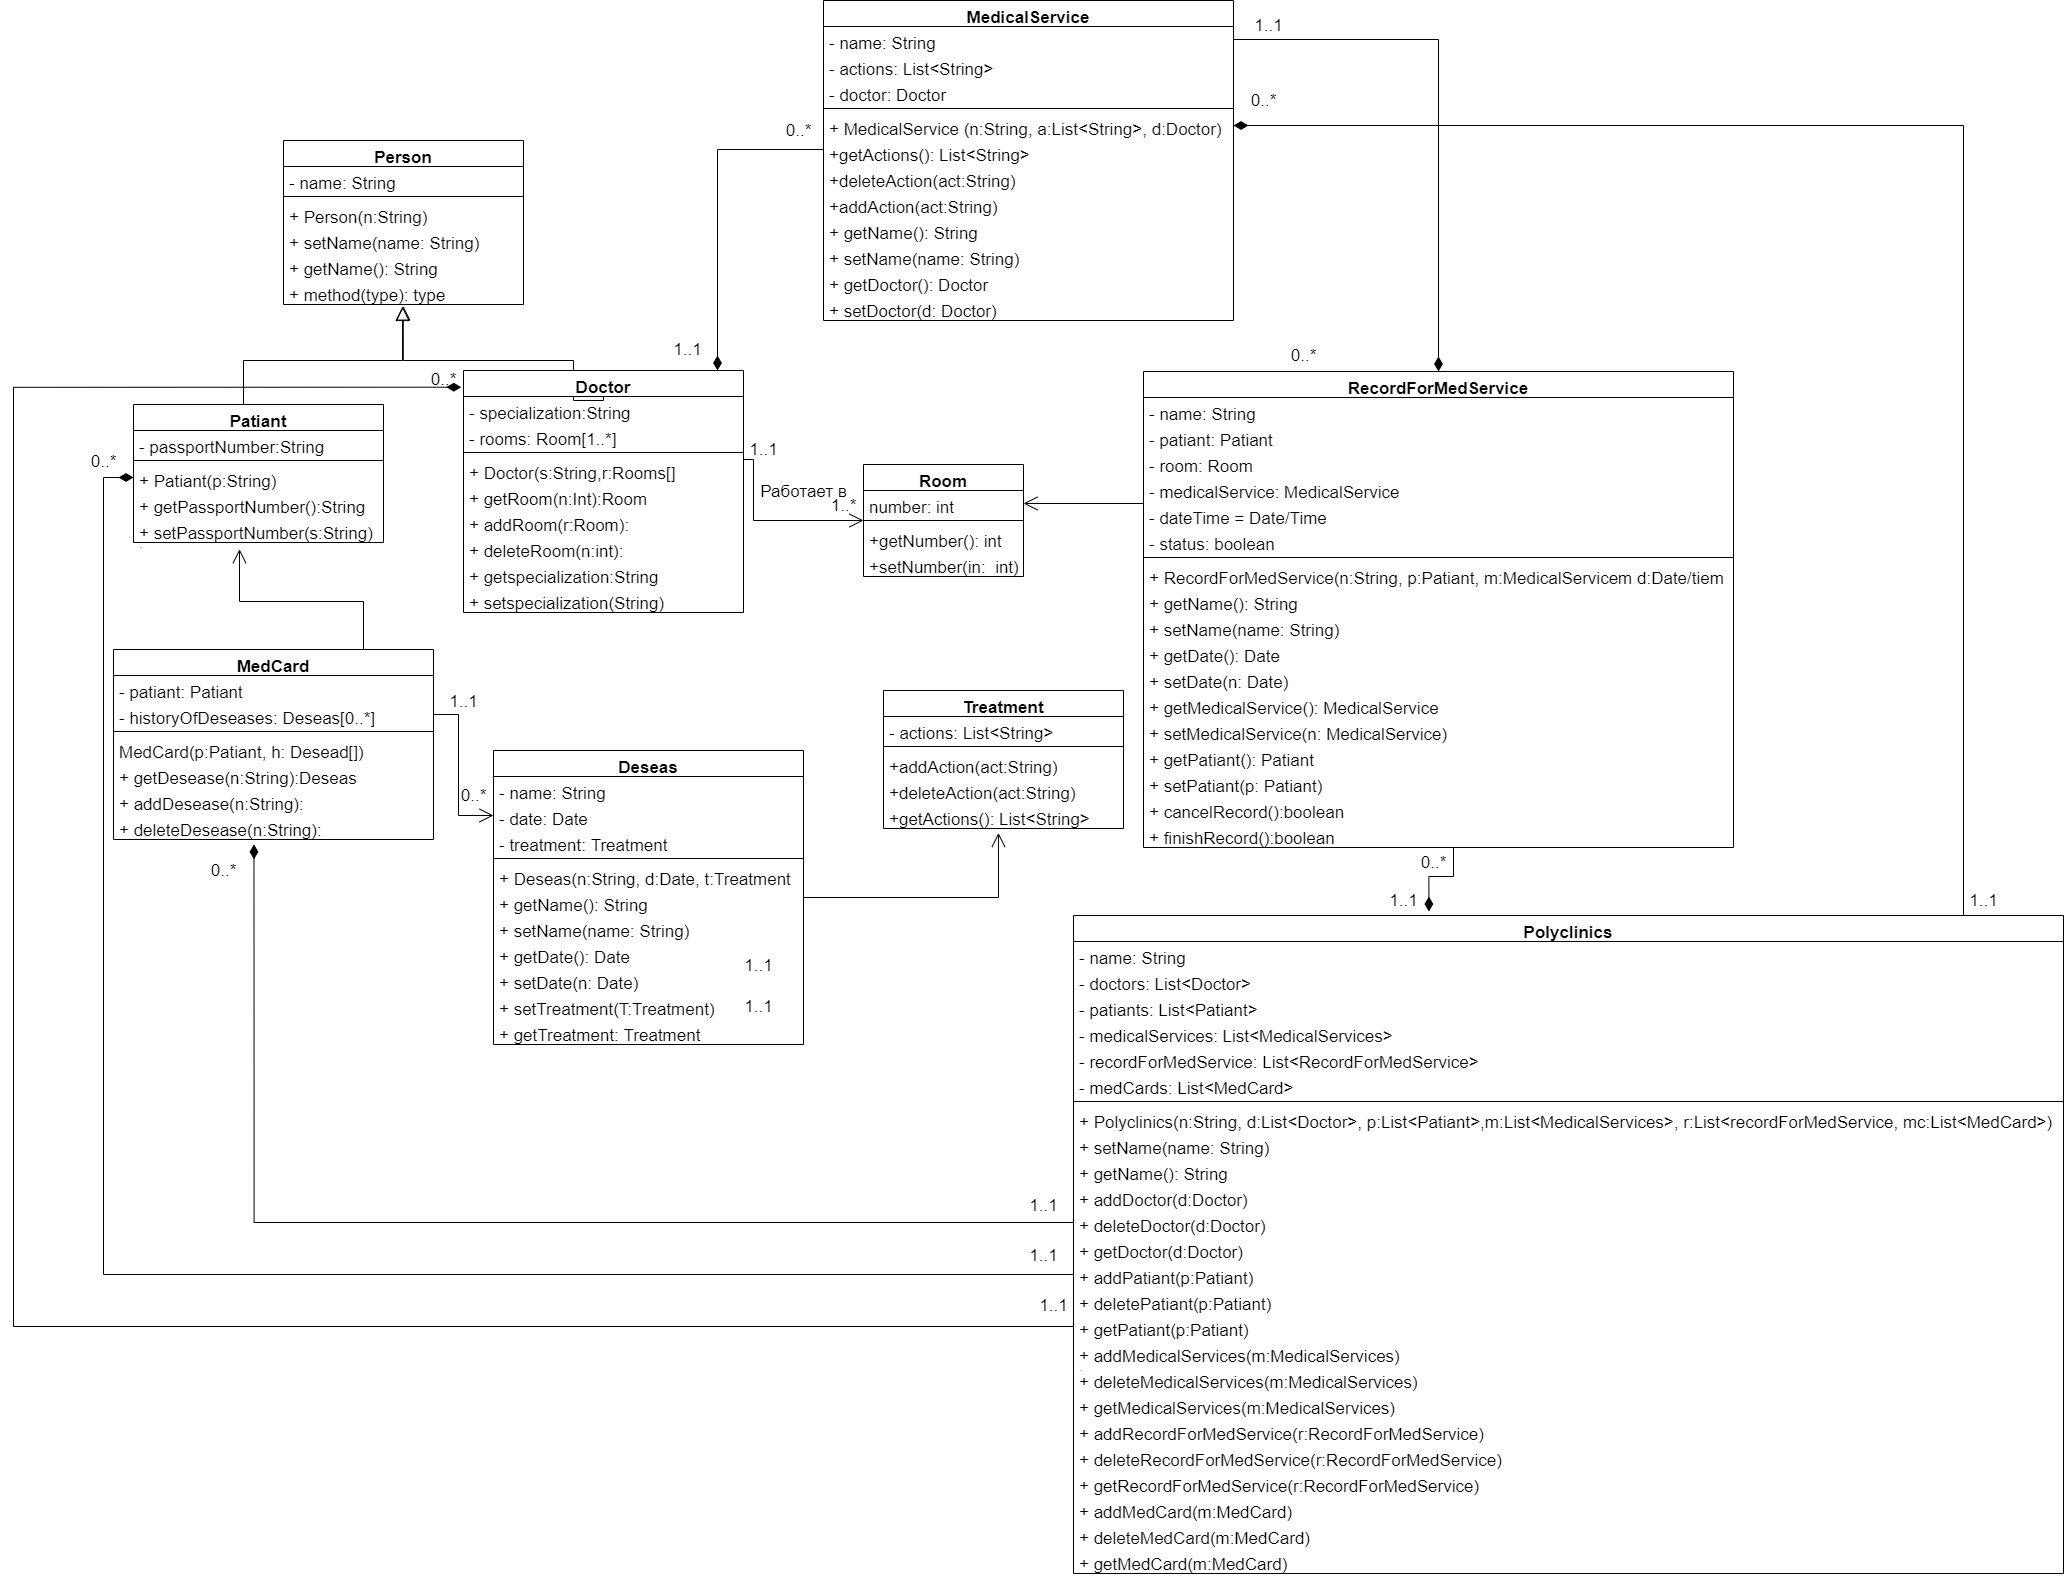 MedicalService
- name: String
- actions: List<String>
- doctor: Doctor
+ MedicalService (n:String, a:List<String>, d:Doctor)
+getActions(): List<String>
+deleteAction(act:String)
+addAction(act:String)
+ getName(): String
+ setName(name: String)
+ getDoctor(): Doctor
+ setDoctor(d: Doctor)
1..1
0..*
0..*
1..1
Person
- name: String
+ Person(n:String)
+ setName(name: String)
+ getName(): String
+ method(type): type
0..*
Doctor
- specialization:String
- rooms: Room[1..*]
+ Doctor(s:String,r:Rooms[]
+ getRoom(n:Int):Room
+ addRoom(r:Room):
+ deleteRoom(n:int):
+ getspecialization:String
+ setspecialization(String)
Patiant
- passportNumber:String
+ Patiant(p:String)
+ getPassportNumber():String
+ setPassportNumber(s:String)
0..*
1..1
Работает в
1..*
Room
number: int
+getNumber(): int
+setNumber(in:  int)
0..*
RecordForMedService
- name: String
- patiant: Patiant
- room: Room
- medicalService: MedicalService
- dateTime = Date/Time
- status: boolean
+ RecordForMedService(n:String, p:Patiant, m:MedicalServicem d:Date/tiem
+ getName(): String
+ setName(name: String)
+ getDate(): Date
+ setDate(n: Date)
+ getMedicalService(): MedicalService
+ setMedicalService(n: MedicalService)
+ getPatiant(): Patiant
+ setPatiant(p: Patiant)
+ cancelRecord():boolean
+ finishRecord():boolean
MedCard
- patiant: Patiant
- historyOfDeseases: Deseas[0..*]
MedCard(p:Patiant, h: Desead[])
+ getDesease(n:String):Deseas
+ addDesease(n:String):
+ deleteDesease(n:String):
1..1
0..*
0..*
Deseas
- name: String
- date: Date
- treatment: Treatment
+ Deseas(n:String, d:Date, t:Treatment
+ getName(): String
+ setName(name: String)
+ getDate(): Date
+ setDate(n: Date)
+ setTreatment(T:Treatment)
+ getTreatment: Treatment
1..1
1..1
Treatment
- actions: List<String>
+addAction(act:String)
+deleteAction(act:String)
+getActions(): List<String>
0..*
1..1
1..1
Polyclinics
- name: String
- doctors: List<Doctor>
- patiants: List<Patiant>
- medicalServices: List<MedicalServices>
- recordForMedService: List<RecordForMedService>
- medCards: List<MedCard>
+ Polyclinics(n:String, d:List<Doctor>, p:List<Patiant>,m:List<MedicalServices>, r:List<recordForMedService, mc:List<MedCard>)
+ setName(name: String)
+ getName(): String
+ addDoctor(d:Doctor)
+ deleteDoctor(d:Doctor)
+ getDoctor(d:Doctor)
+ addPatiant(p:Patiant)
+ deletePatiant(p:Patiant)
+ getPatiant(p:Patiant)
+ addMedicalServices(m:MedicalServices)
+ deleteMedicalServices(m:MedicalServices)
+ getMedicalServices(m:MedicalServices)
+ addRecordForMedService(r:RecordForMedService)
+ deleteRecordForMedService(r:RecordForMedService)
+ getRecordForMedService(r:RecordForMedService)
+ addMedCard(m:MedCard)
+ deleteMedCard(m:MedCard)
+ getMedCard(m:MedCard)
1..1
1..1
1..1